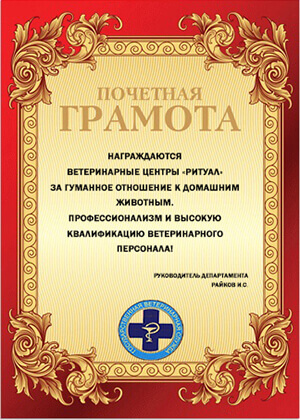 ПОЧЕТНАЯ
ГРАМОТА
НАГРАЖДАЮТСЯ
ВЕТЕРИНАРНЫЕ ЦЕНТРЫ «РИТУАЛ»
ЗА ГУМАННОЕ ОТНОШЕНИЕ К ДОМАШНИМ
ЖИВОТНЫМ.
ПРОФЕССИОНАЛИЗМ И ВЫСОКУЮ
КВАЛИФИКАЦИЮ ВЕТЕРИНАРНОГО
ПЕРСОНАЛА!
РУКОВОДИТЕЛЬ ДЕПАРТАМЕНТА
РАЙКОВ И.С.
ГОСУДАРСТВЕННАЯ ВЕТЕРИНАРНАЯ СЛУЖБА